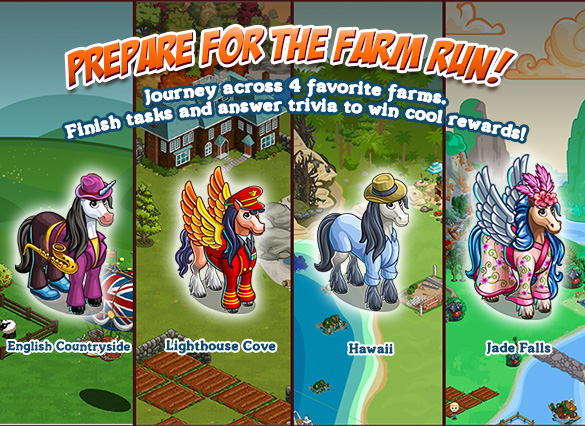 PREPARE FOR THE FARM RUN!
Journey across 4 favorite farms.
Finish tasks and answer trivia to win cool rewards!
English Countryside
Lighthouse Cove
Hawaii
Jade Falls